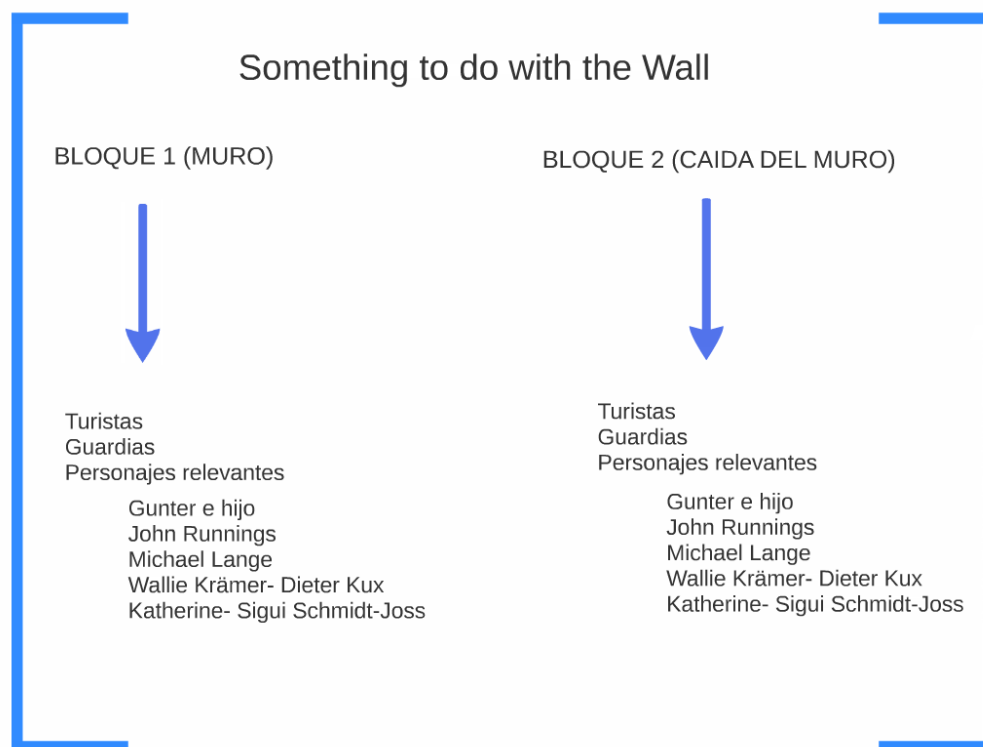 Something to do with the Wall
BLOQUE 1 (MURO)
Turistas
Guardias
Personajes relevantes
Gunter e hijo
John Runnings
Michael Lange
Wallie Krämer- Dieter Kux
Katherine- Sigui Schmidt-Joss
BLOQUE 2 (CAIDA DEL MURO)
Turistas
Guardias
Personajes relevantes
Gunter e hijo
John Runnings
Michael Lange
Wallie Krämer- Dieter Kux
Katherine- Sigui Schmidt-Joss